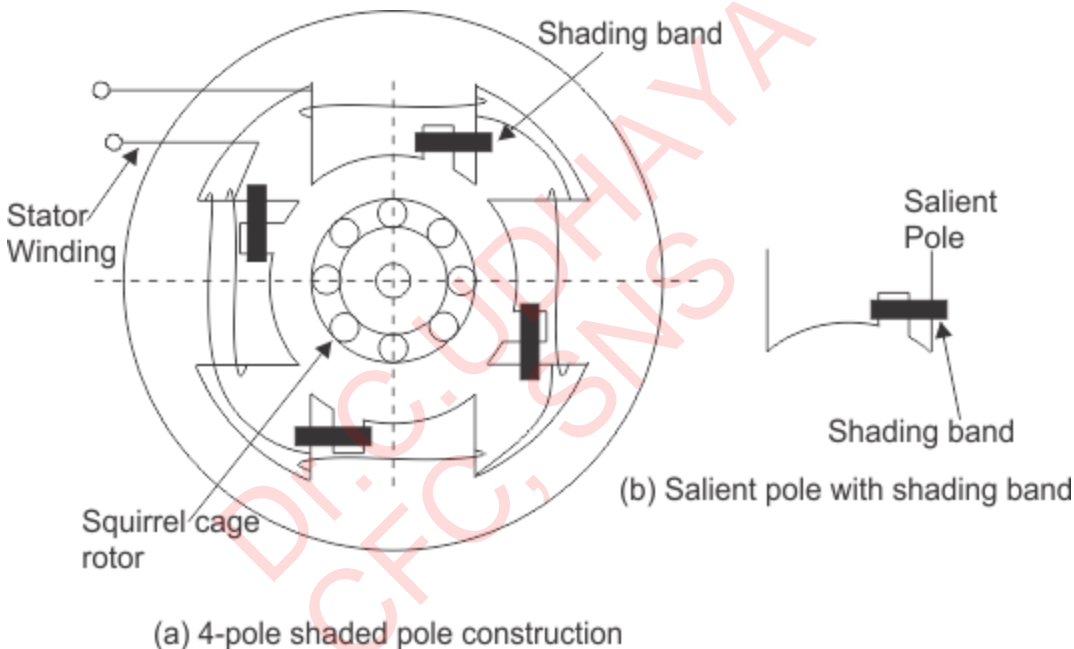 Shading band
Stator
Winding
Salient
Pole
Shading band
(b) Salient pole with shading band
Squirrel cage
rotor
(a) 4-pole shaded pole construction
Dr.C.UDHAYA
CFC, SNS